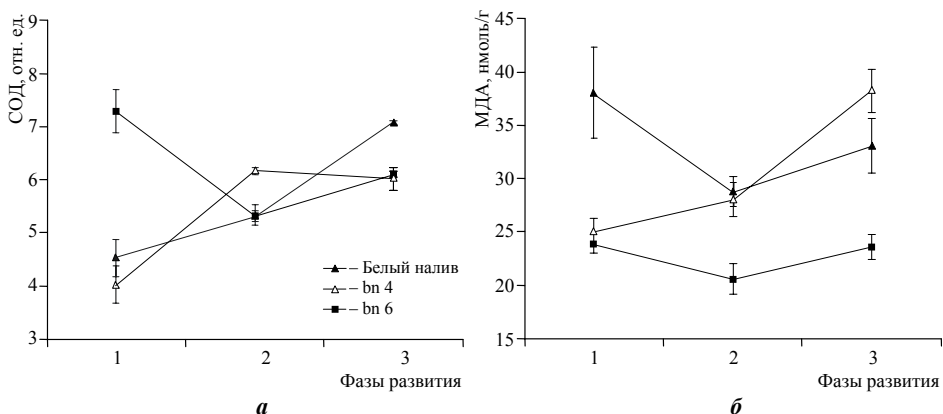 СОД, отн. ед.
9
8
7
6
5
4
3
– Белый налив
– bn 4
– bn 6
1 2 3
Фазы развития
а
МДА, нмоль/г
45
40
35
30
25
20
15
1 2 3
Фазы развития
б